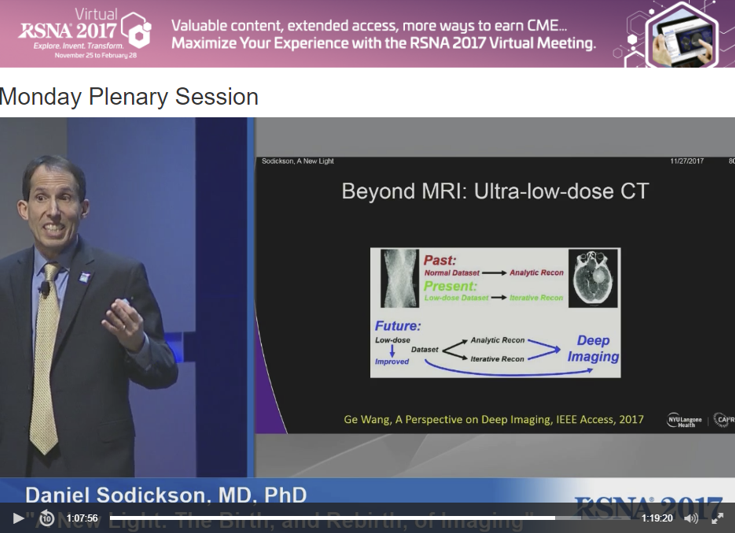 Virtual
RSNA 2017
Explore. Invent. Transform.
November 25 to February 28
Valuable content, extended access, more ways to earn CME...
Maximize Your Experience with the RSNA 2017 Virtual Meeting.
Monday Plenary Session
Sodickson, A New Light
11/27/2017
80
Beyond MRI: Ultra-low-dose CT
Past:
Normal Dataset
Analytic Recon
Present:
Low-dose Dataset
Iterative Recon
Future:
Low-dose
Improved
Dataset
Analytic Recon
Iterative Recon
Deep
Imaging
Ge Wang, A Perspective on Deep Imaging, IEEE Access, 2017
NYU Langone
Health
CAI²R
Daniel Sodickson, MD, PhD
RSNA 2017
"A New Light: The Birth, and Rebirth, of Imaging"
10
1:07:56
1:19:20